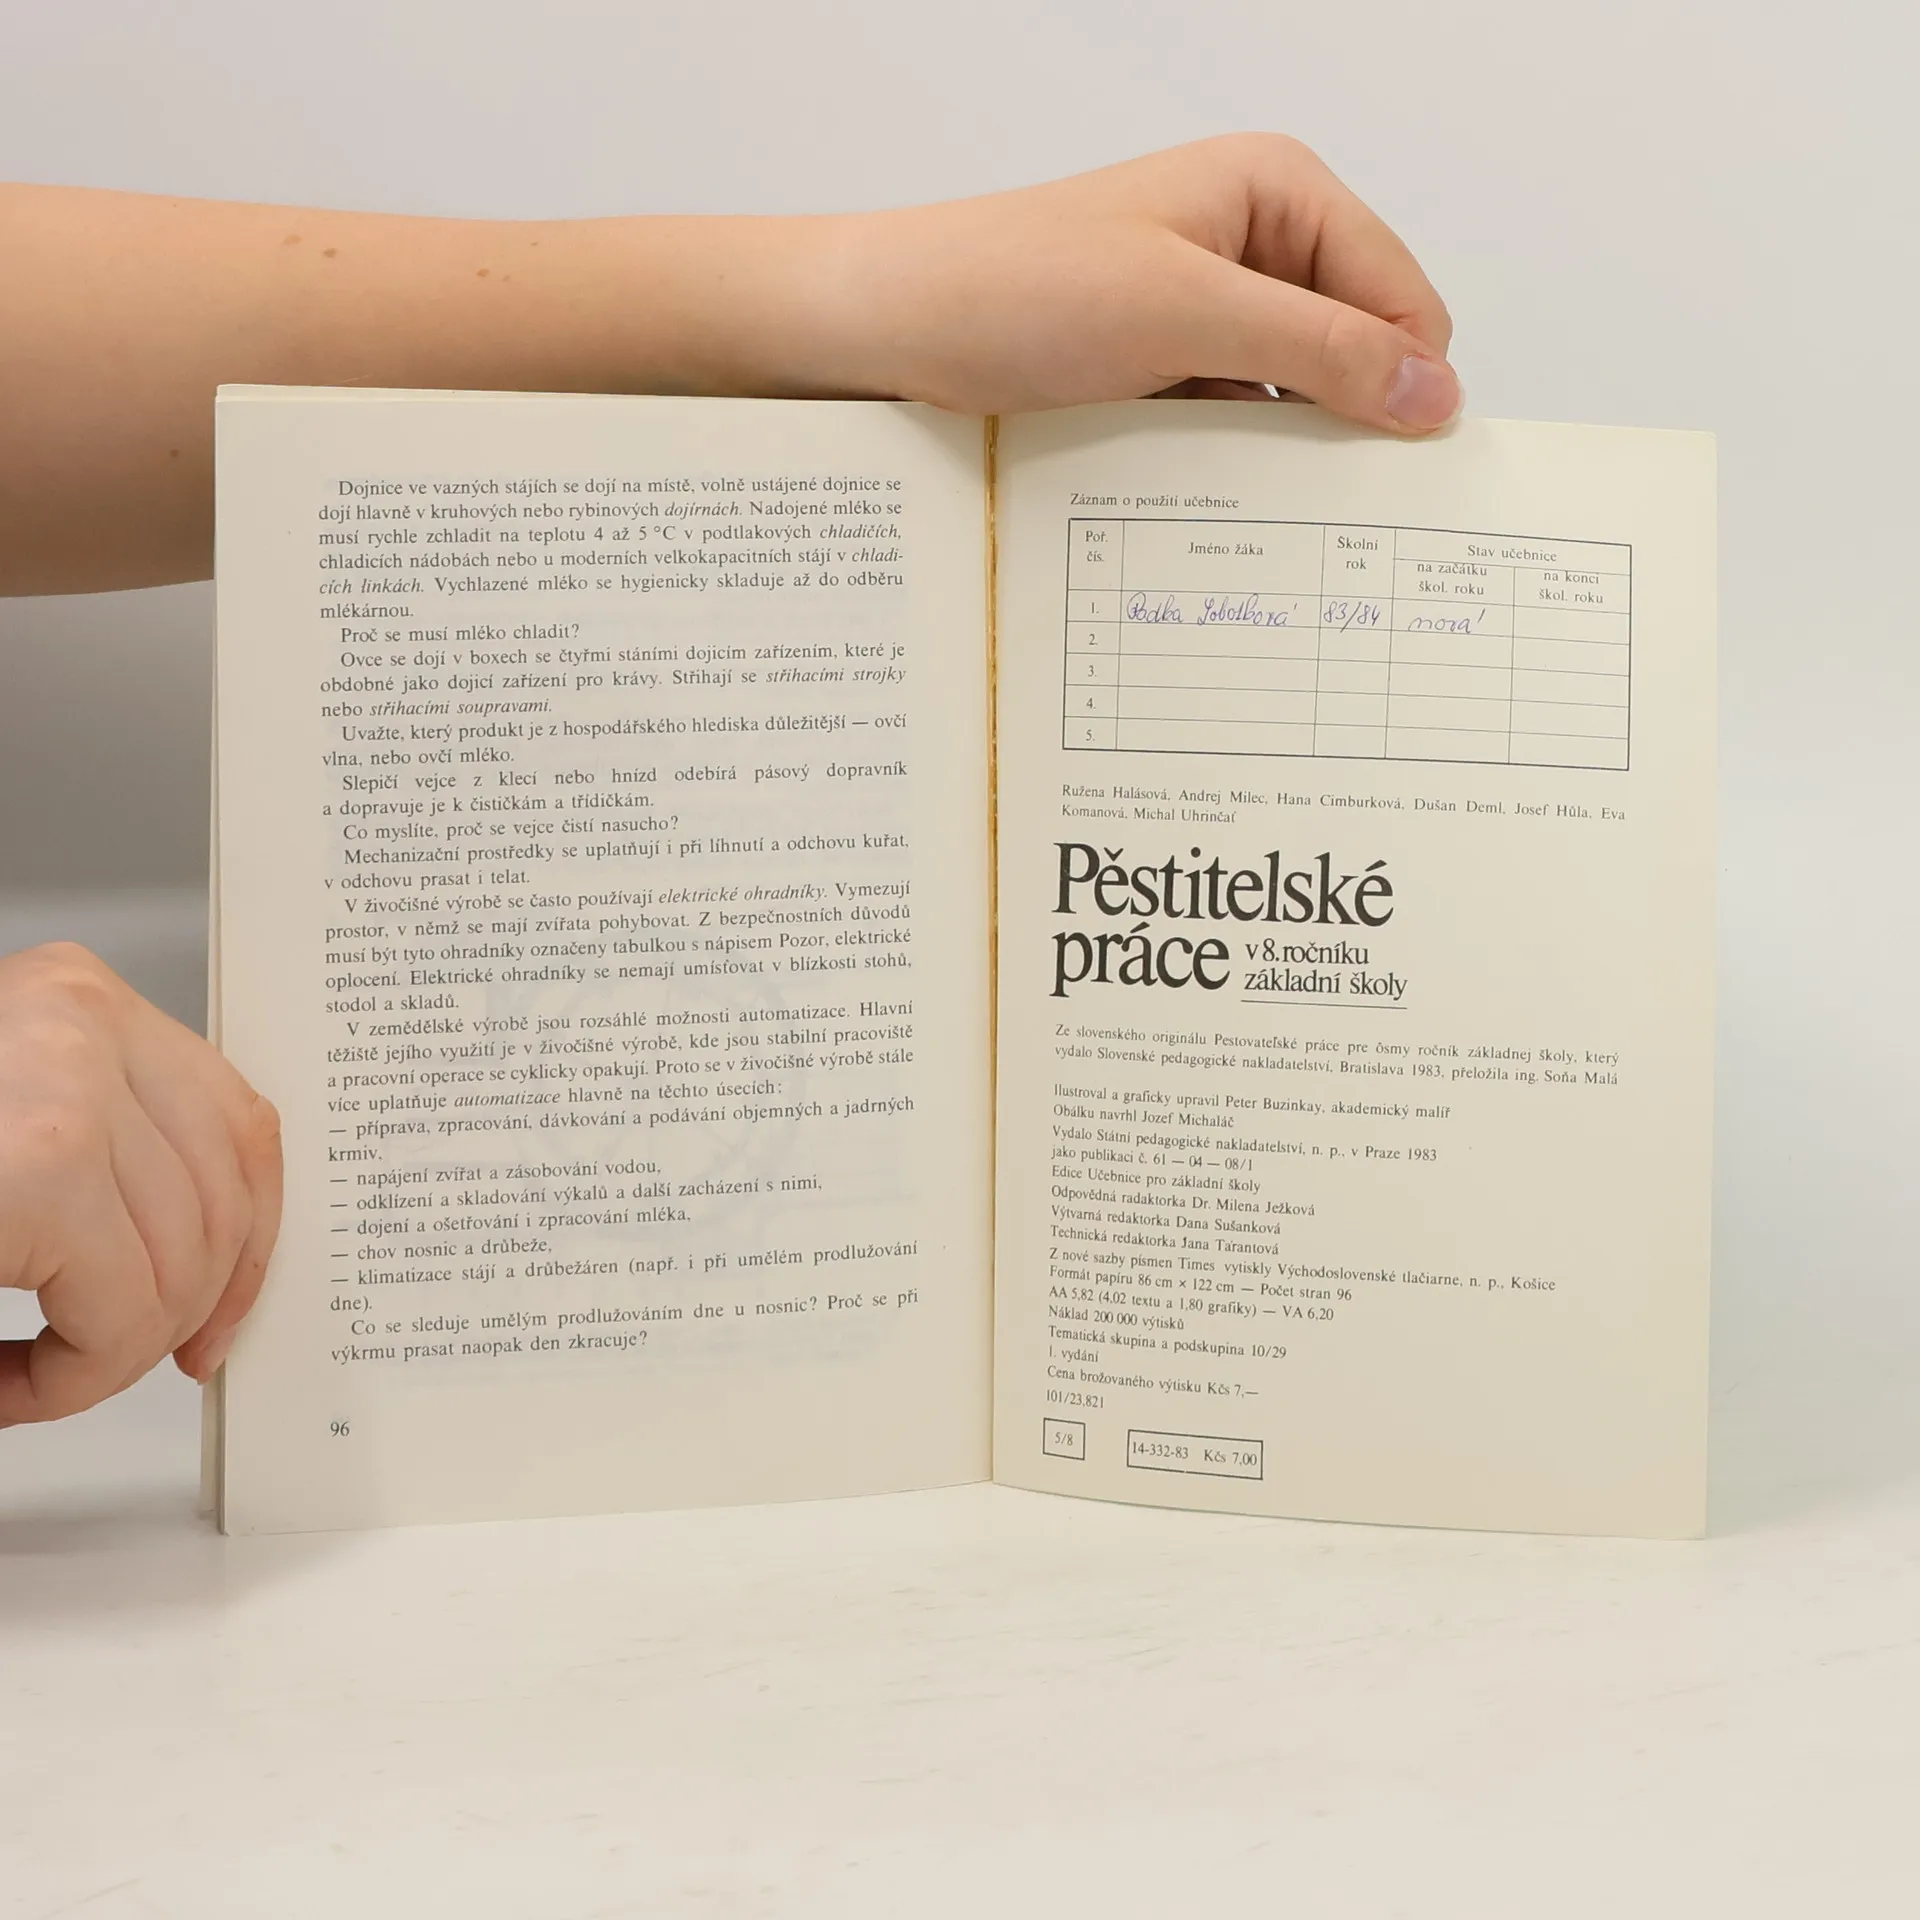 Dojnice ve vazných stájích se dojí na místě, volně ustájené dojnice se
dojí hlavně v kruhových nebo rybinových dojírnách. Nadojené mléko se
musí rychle zchladit na teplotu 4 až 5 °C v podtlakových chladičích,
chladicích nádobách nebo u moderních velkokapacitních stájí v chladi-
cích linkách. Vychlazené mléko se hygienicky skladuje až do odběru
mlékárnou.
Proč se musí mléko chladit?
Ovce se dojí v boxech se čtyřmi stáními dojicím zařízením, které je
obdobné jako dojicí zařízení pro krávy. Střihají se střihacími strojky
nebo střihacími soupravami.
Uvažte, který produkt je z hospodářského hlediska důležitější — ovčí
vlna, nebo ovčí mléko.
Slepičí vejce z klecí nebo hnízd odebírá pásový dopravník
a dopravuje je k čističkám a třídičkám.
Co myslíte, proč se vejce čistí nasucho?
Mechanizační prostředky se uplatňují i při líhnutí a odchovu kuřat,
v odchovu prasat i telat.
V živočišné výrobě se často používají elektrické ohradníky. Vymezují
prostor, v němž se mají zvířata pohybovat. Z bezpečnostních důvodů
musí být tyto ohradníky označeny tabulkou s nápisem Pozor, elektrické
oplocení. Elektrické ohradníky se nemají umísťovat v blízkosti stohů,
stodol a skladů.
V zemědělské výrobě jsou rozsáhlé možnosti automatizace. Hlavní
těžiště jejího využití je v živočišné výrobě, kde jsou stabilní pracoviště
a pracovní operace se cyklicky opakují. Proto se v živočišné výrobě stále
více uplatňuje automatizace hlavně na těchto úsecích:
— příprava, zpracování, dávkování a podávání objemných a jadrných
krmiv,
— napájení zvířat a zásobování vodou,
— odklízení a skladování výkalů a další zacházení s nimi,
— dojení a ošetřování i zpracování mléka,
— chov nosnic a drůbeže,
— klimatizace stájí a drůbežáren (např. i při umělém prodlužování
dne).
Co se sleduje umělým prodlužováním dne u nosnic? Proč se při
výkrmu prasat naopak den zkracuje?
96
Záznam o použití učebnice
Poř. čís. Jméno žáka Školní rok Stav učebnice
na začátku škol. roku na konci škol. roku
1. 83/84 nová
2.
3.
4.
5.
Ružena Halásová, Andrej Milec, Hana Cimburková, Dušan Deml, Josef Hůla, Eva
Komanová, Michal Uhrinčať
Pěstitelské
práce v 8. ročníku
základní školy
Ze slovenského originálu Pestovateľské práce pre ôsmy ročník základnej školy, který
vydalo Slovenské pedagogické nakladatelství, Bratislava 1983, přeložila ing. Soňa Malá
Ilustroval a graficky upravil Peter Buzinkay, akademický malíř
Obálku navrhl Jozef Michaláč
Vydalo Státní pedagogické nakladatelství, n. p., v Praze 1983
jako publikaci č. 61 — 04 — 08/1
Edice Učebnice pro základní školy
Odpovědná radaktorka Dr. Milena Ježková
Výtvarná redaktorka Dana Sušanková
Technická redaktorka Jana Tarantová
Z nové sazby písmen Times vytiskly Východoslovenské tlačiarne, n. p., Košice
Formát papíru 86 cm × 122 cm — Počet stran 96
AA 5,82 (4,02 textu a 1,80 grafiky) — VA 6,20
Náklad 200 000 výtisků
Tematická skupina a podskupina 10/29
1. vydání
Cena brožovaného výtisku Kčs 7,—
101/23,821
5/8 14-332-83 Kčs 7,00